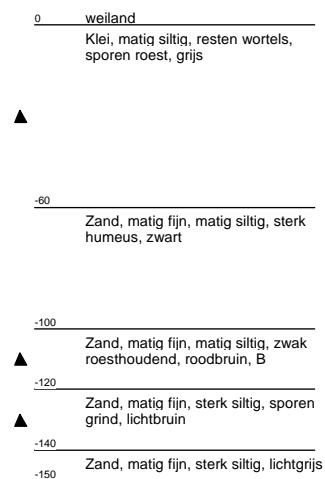 0 weiland
Klei, matig siltig, resten wortels,
sporen roest, grijs
-60
Zand, matig fijn, matig siltig, sterk
humeus, zwart
-100
Zand, matig fijn, matig siltig, zwak
roesthoudend, roodbruin, B
-120
Zand, matig fijn, sterk siltig, sporen
grind, lichtbruin
-140
Zand, matig fijn, sterk siltig, lichtgrijs
-150